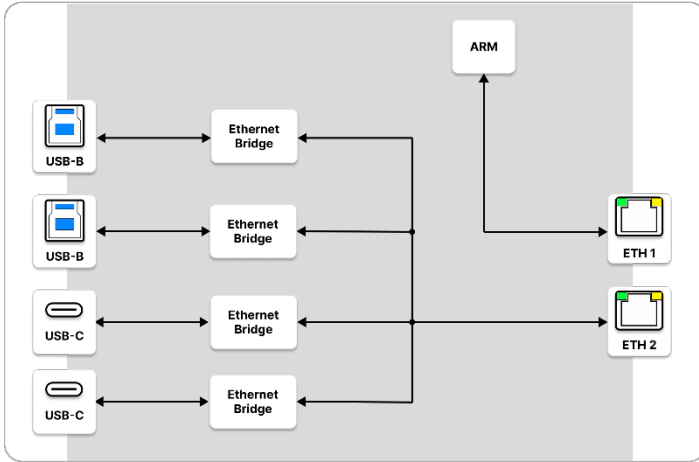 ARM
USB-B
Ethernet
Bridge
USB-B
Ethernet
Bridge
ETH 1
USB-C
Ethernet
Bridge
ETH 2
USB-C
Ethernet
Bridge